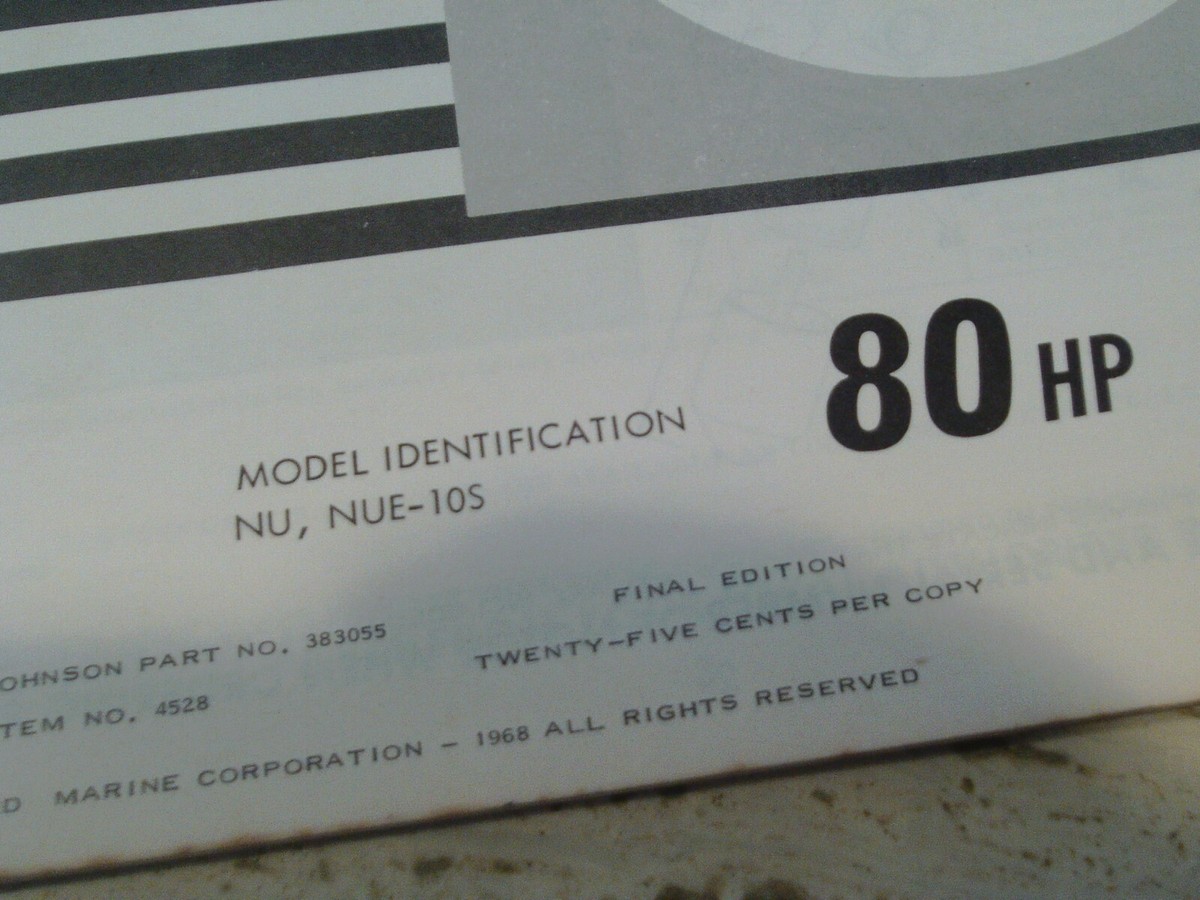 80 HP
MODEL IDENTIFICATION
NU, NUE-10S
FINAL EDITION
TWENTY-FIVE CENTS PER COPY
OHNSON PART NO. 383055
TEM NO. 4528
D MARINE CORPORATION - 1968 ALL RIGHTS RESERVED